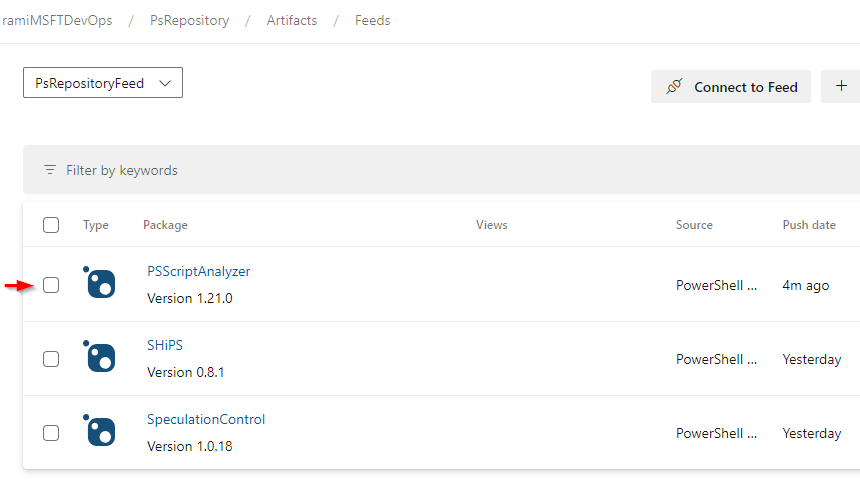 ramiMSFTDevOps / PsRepository / Artifacts / Feeds
PsRepositoryFeed
Connect to Feed
+
Filter by keywords
Type Package Views Source Push date
PSScriptAnalyzer
Version 1.21.0
PowerShell ...
4m ago
SHiPS
Version 0.8.1
PowerShell ...
Yesterday
SpeculationControl
Version 1.0.18
PowerShell ...
Yesterday